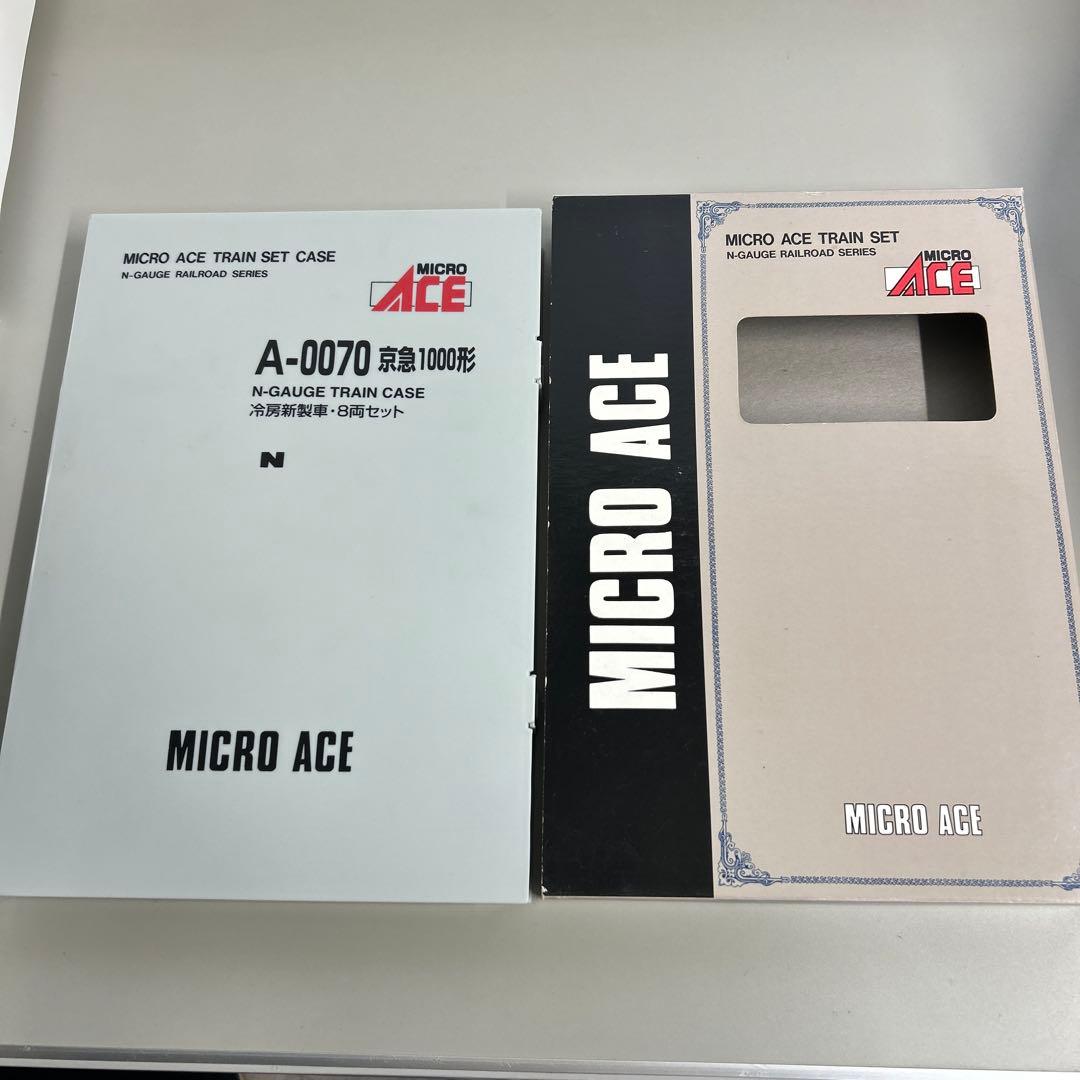 MICRO ACE TRAIN SET CASE
N-GAUGE RAILROAD SERIES
MICRO
ACE
A-0070 京急1000形
N-GAUGE TRAIN CASE
冷房新製車・8両セット
N
MICRO ACE
MICRO ACE
MICRO ACE TRAIN SET
N-GAUGE RAILROAD SERIES
MICRO
ACE
MICRO ACE